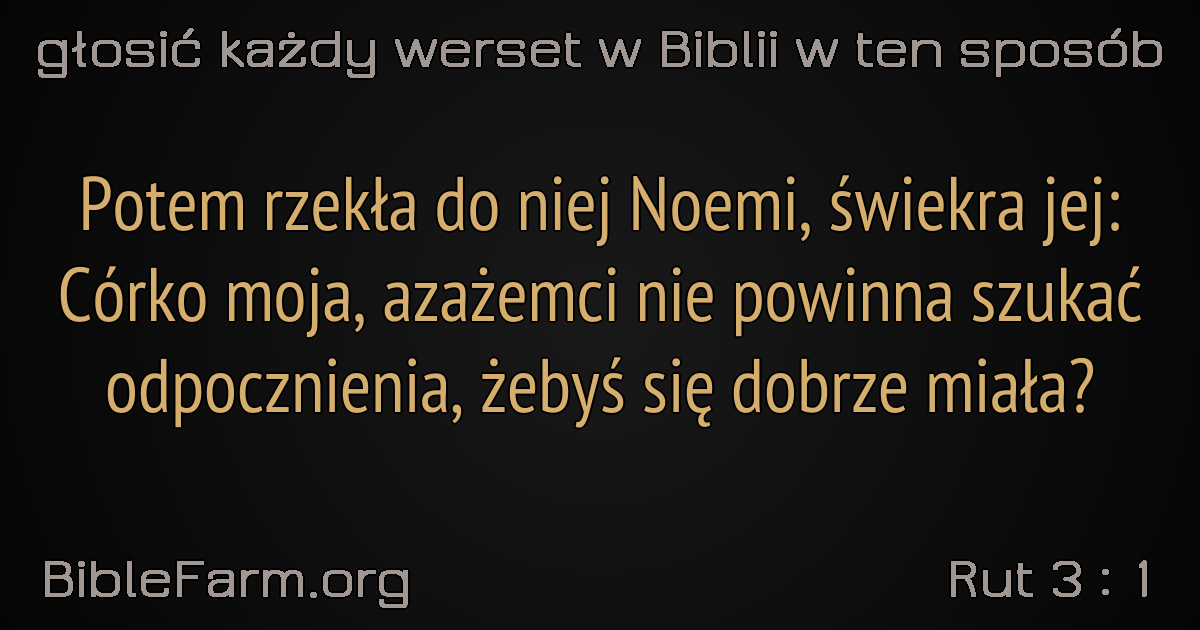 głosić każdy werset w Biblii w ten sposób
Potem rzekła do niej Noemi, świekra jej:
Córko moja, azażemci nie powinna szukać
odpocznienia, żebyś się dobrze miała?
BibleFarm.org
Rut 3 : 1